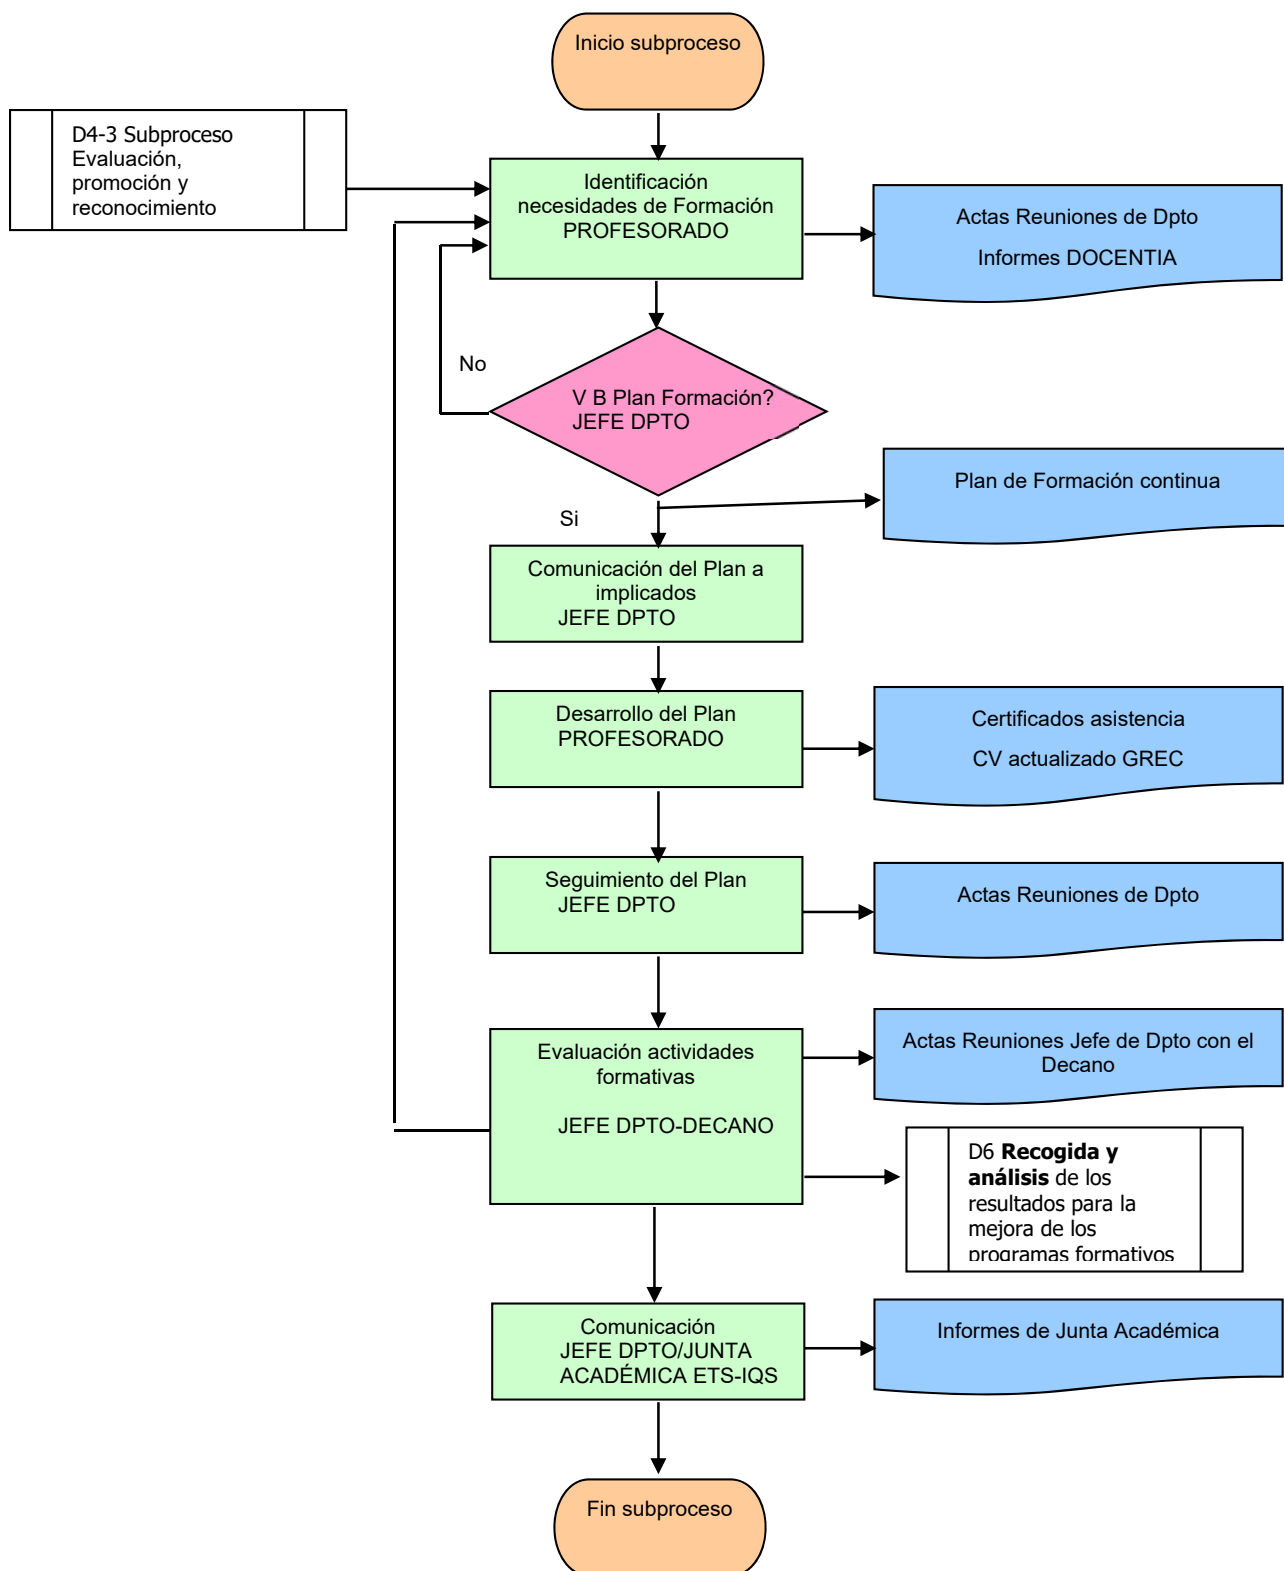 Inicio subproceso
D4-3 Subproceso
Evaluación,
promoción y
reconocimiento
Identificación
necesidades de Formación
PROFESORADO
Actas Reuniones de Dpto
Informes DOCENTIA
No
V B Plan Formación?
JEFE DPTO
Plan de Formación continua
Si
Comunicación del Plan a
implicados
JEFE DPTO
Desarrollo del Plan
PROFESORADO
Certificados asistencia
CV actualizado GREC
Seguimiento del Plan
JEFE DPTO
Actas Reuniones de Dpto
Evaluación actividades
formativas
JEFE DPTO-DECANO
Actas Reuniones Jefe de Dpto con el
Decano
D6 Recogida y
análisis de los
resultados para la
mejora de los
programas formativos
Comunicación
JEFE DPTO/JUNTA
ACADÉMICA ETS-IQS
Informes de Junta Académica
Fin subproceso